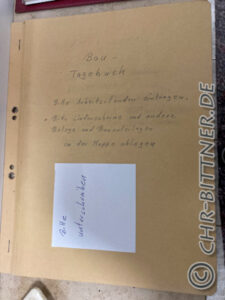 Bau -
Tagebuch
Bitte Arbeitsstunden eintragen.
• Bitte Lieferscheine und andere
Belege und Bauunterlagen
in der Mappe ablegen
Bitte
unterschreiben
© CHR-BITTNER.DE